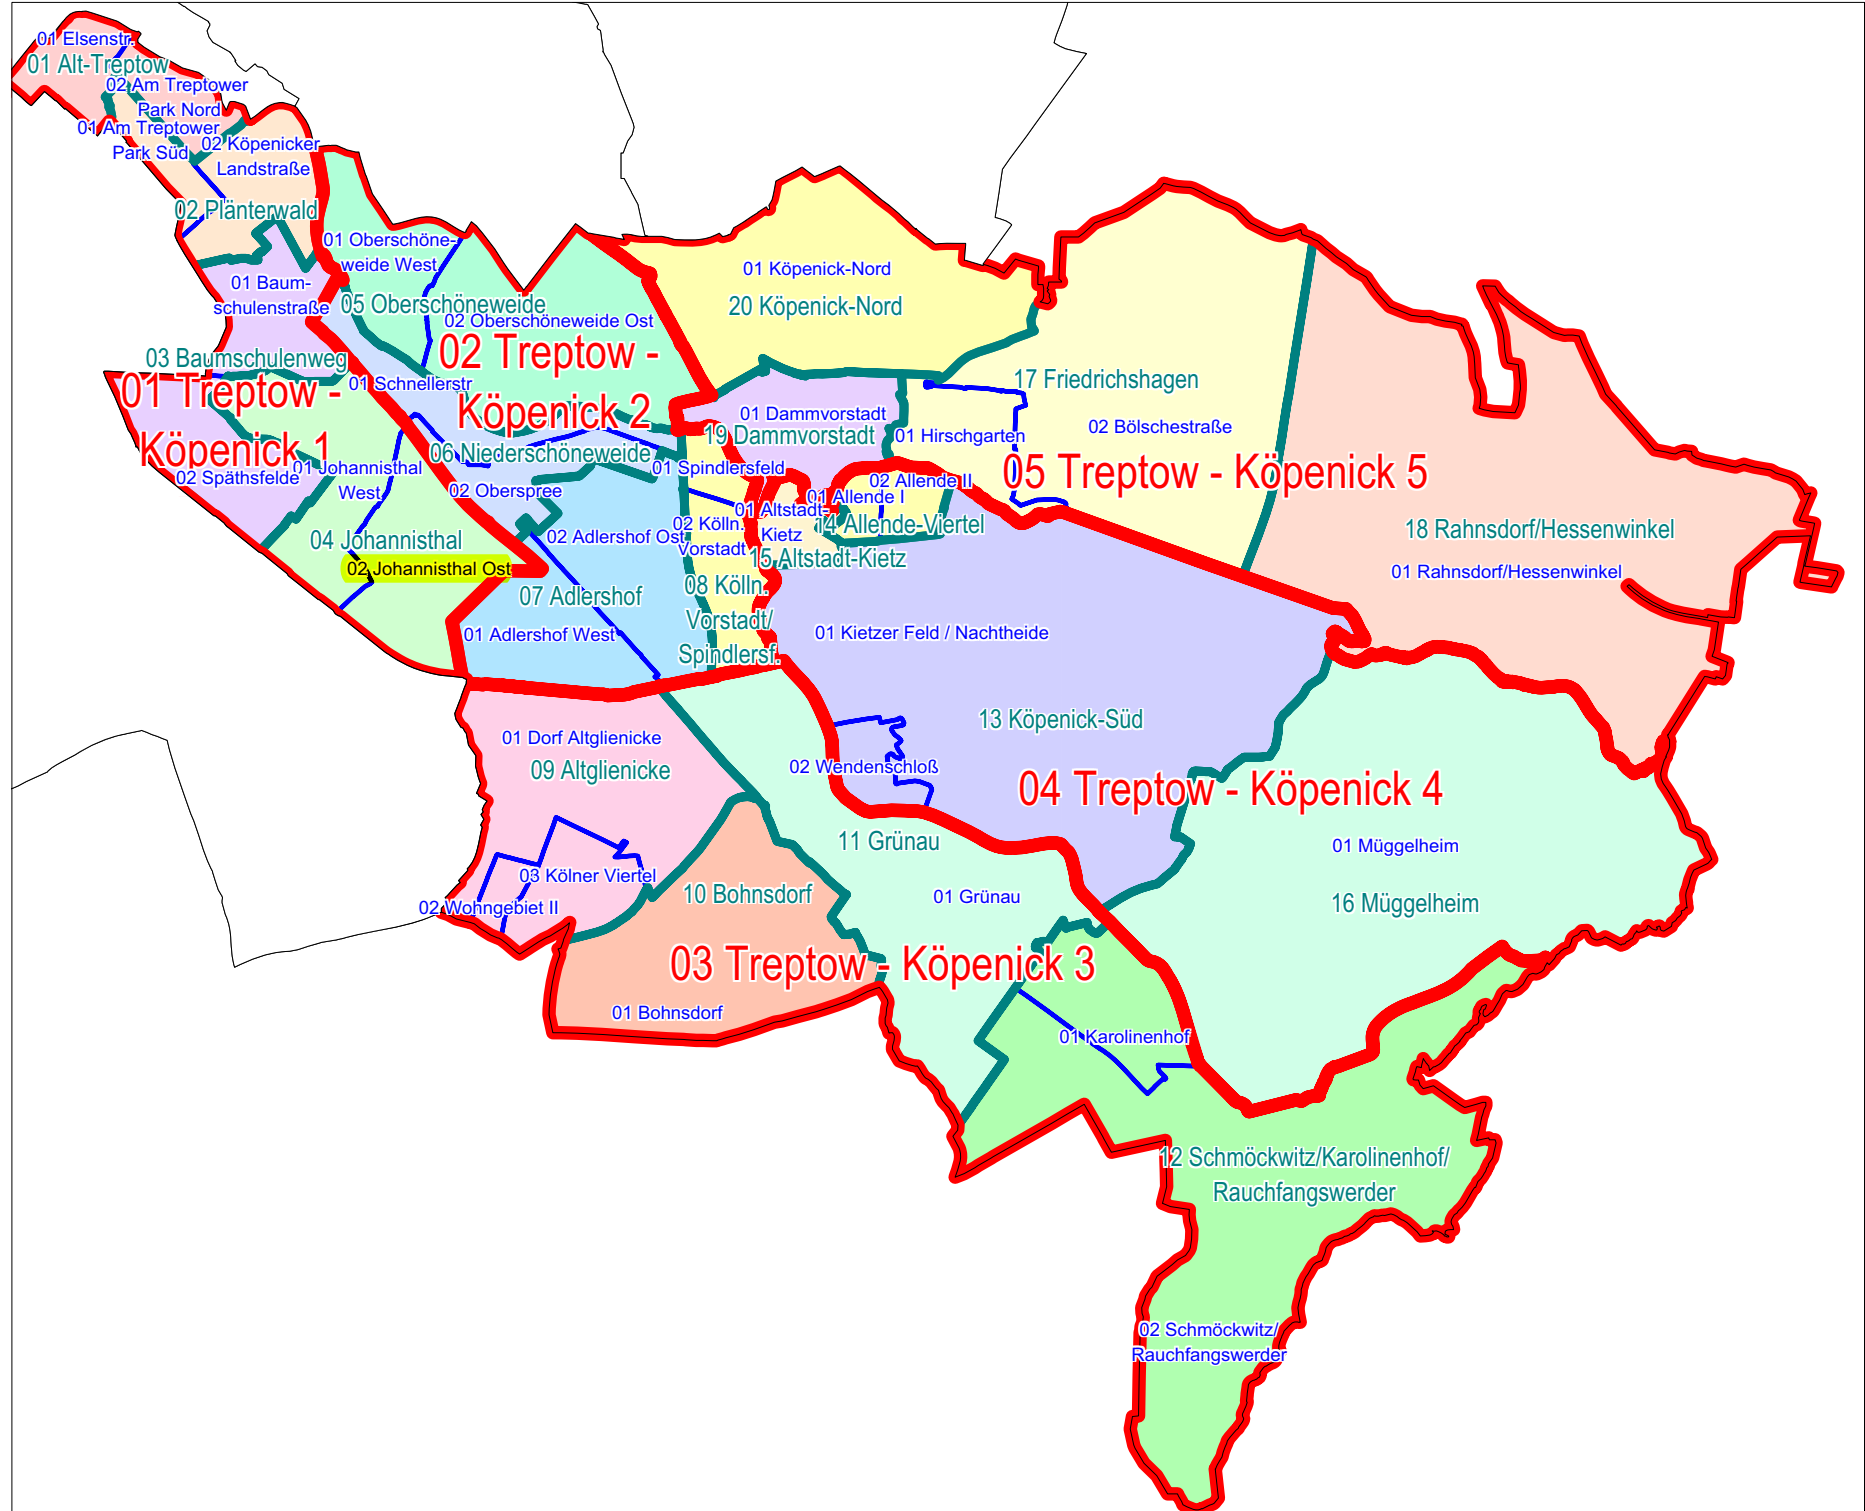 01 Elsenstr.
01 Alt-Treptow
02 Am Treptower
Park Nord
01 Am Treptower
Park Süd
02 Köpenicker
Landstraße
02 Plänterwald
01 Baum-
schulenstraße
03 Baumschulenweg
01 Treptow -
Köpenick 1
02 Späthsfelde
01 Johannisthal
West
04 Johannisthal
02 Johannisthal Ost
01 Oberschöne-
weide West
05 Oberschöneweide
02 Oberschöneweide Ost
02 Treptow -
Köpenick 2
01 Schnellerstr
06 Niederschöneweide
02 Oberspree
02 Adlershof Ost
07 Adlershof
01 Adlershof West
01 Spindlersfeld
02 Kölln.
Vorstadt
08 Kölln.
Vorstadt/
Spindlersf.
01 Köpenick-Nord
20 Köpenick-Nord
01 Dammvorstadt
19 Dammvorstadt
01 Hirschgarten
17 Friedrichshagen
02 Bölschestraße
05 Treptow - Köpenick 5
02 Allende II
01 Allende I
14 Allende-Viertel
01 Altstadt-
Kietz
15 Altstadt-Kietz
18 Rahnsdorf/Hessenwinkel
01 Rahnsdorf/Hessenwinkel
01 Kietzer Feld / Nachtheide
13 Köpenick-Süd
02 Wendenschloß
04 Treptow - Köpenick 4
01 Müggelheim
16 Müggelheim
01 Dorf Altglienicke
09 Altglienicke
03 Kölner Viertel
02 Wohngebiet II
10 Bohnsdorf
01 Bohnsdorf
11 Grünau
01 Grünau
03 Treptow - Köpenick 3
01 Karolinenhof
12 Schmöckwitz/Karolinenhof/
Rauchfangswerder
02 Schmöckwitz/
Rauchfangswerder